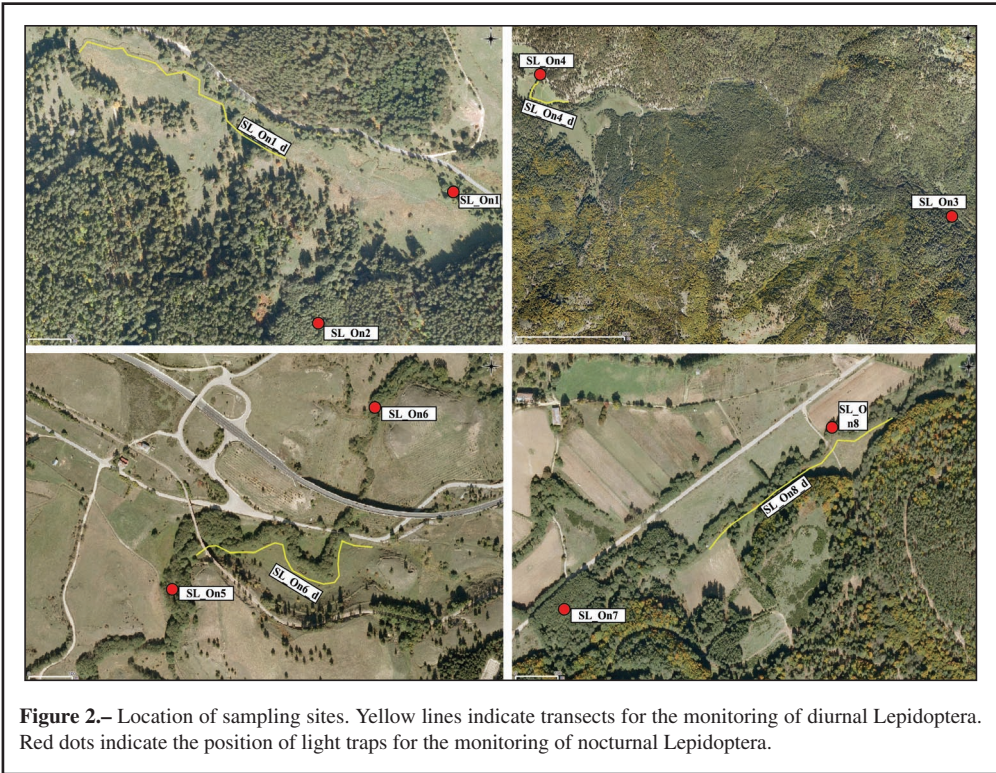 SL_On1_d
SL_On1
SL_On2
SL_On4
SL_On4_d
SL_On3
SL_On6
SL_On6_d
SL_On5
SL_O
n8
SL_On8_d
SL_On7
Figure 2.– Location of sampling sites. Yellow lines indicate transects for the monitoring of diurnal Lepidoptera.
Red dots indicate the position of light traps for the monitoring of nocturnal Lepidoptera.